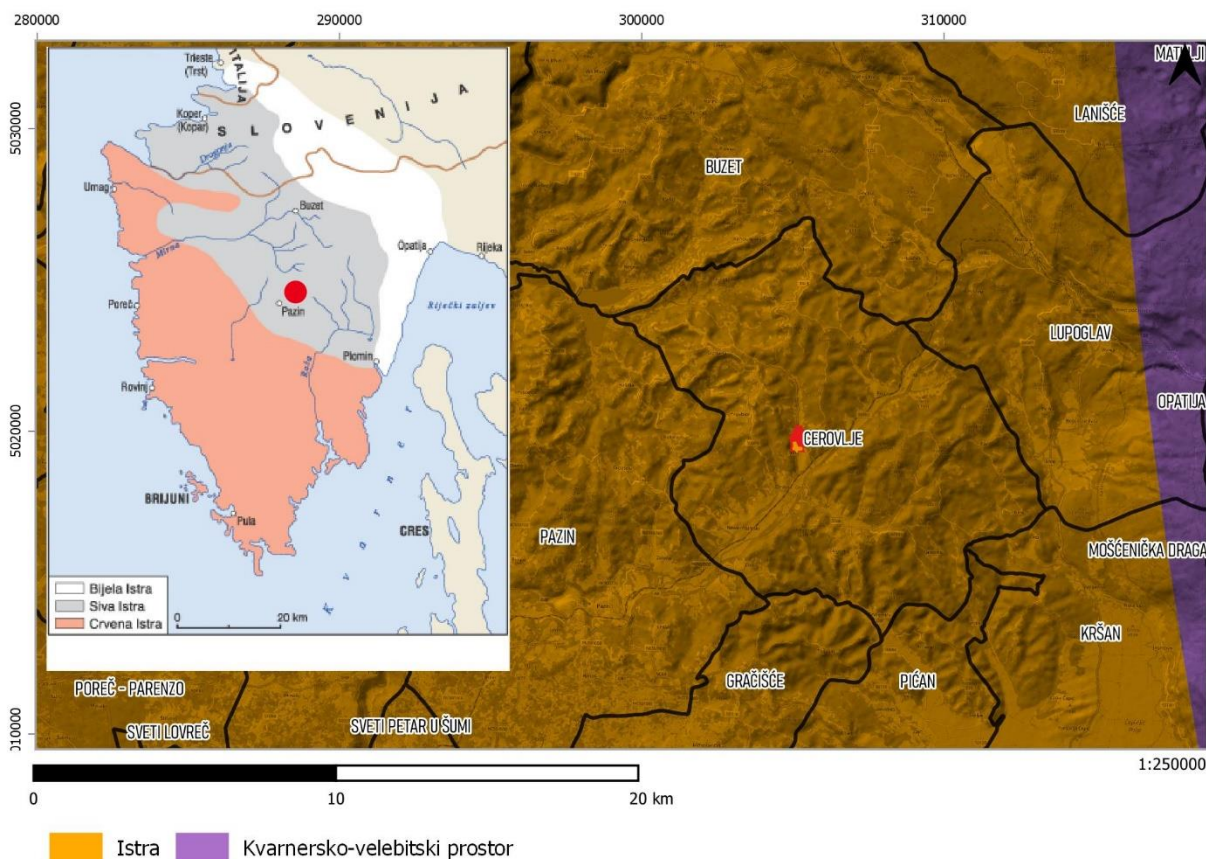 280000
290000
300000
310000
5030000
5020000
Trieste
(Trst)
ITALIJA
Koper
(Kopar)
SLOVENIJA
Dragonja
Umag
Buzet
Mirna
Opatija
Rijeka
Riječki zaljev
Poreč
Pazin
Plomin
Raša
Rovinj
Kvarner
BRIJUNI
Pula
CRES
Bijela Istra
Siva Istra
Crvena Istra
0
20 km
LANIŠĆE
BUZET
LUPOGLAV
OPATIJA
CEROVLJE
PAZIN
MOŠĆENIČKA DRAGA
KRŠAN
GRAČIŠĆE
PIĆAN
POREČ - PARENZO
SVETI LOVREČ
SVETI PETAR U ŠUMI
1:250000
0
10
20 km
Istra
Kvarnersko-velebitski prostor